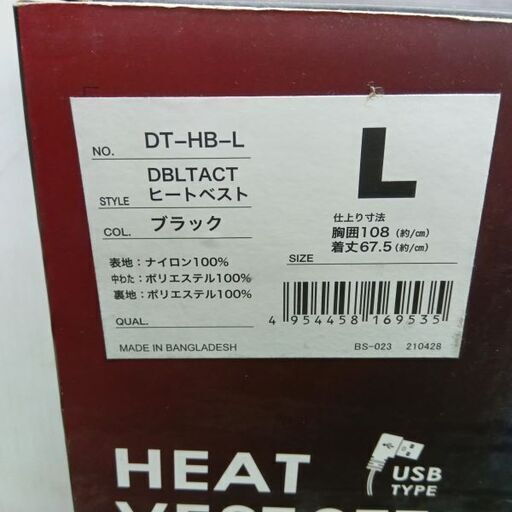 NO. DT-HB-L
STYLE DBLTACT
ヒートベスト
COL. ブラック
表地：ナイロン100%
中わた：ポリエステル100%
裏地：ポリエステル100%
QUAL.
MADE IN BANGLADESH
L
仕上り寸法
胸囲108（約/㎝）
着丈67.5（約/㎝）
SIZE
4 954458 169535
BS-023 210428
HEAT
USB
TYPE